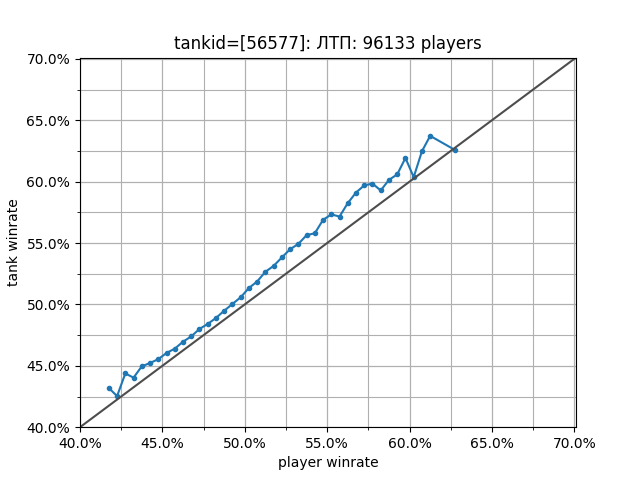 tankid=[56577]: ЛТП: 96133 players
70.0%
65.0%
60.0%
55.0%
50.0%
45.0%
40.0%
tank winrate
40.0% 45.0% 50.0% 55.0% 60.0% 65.0% 70.0%
player winrate